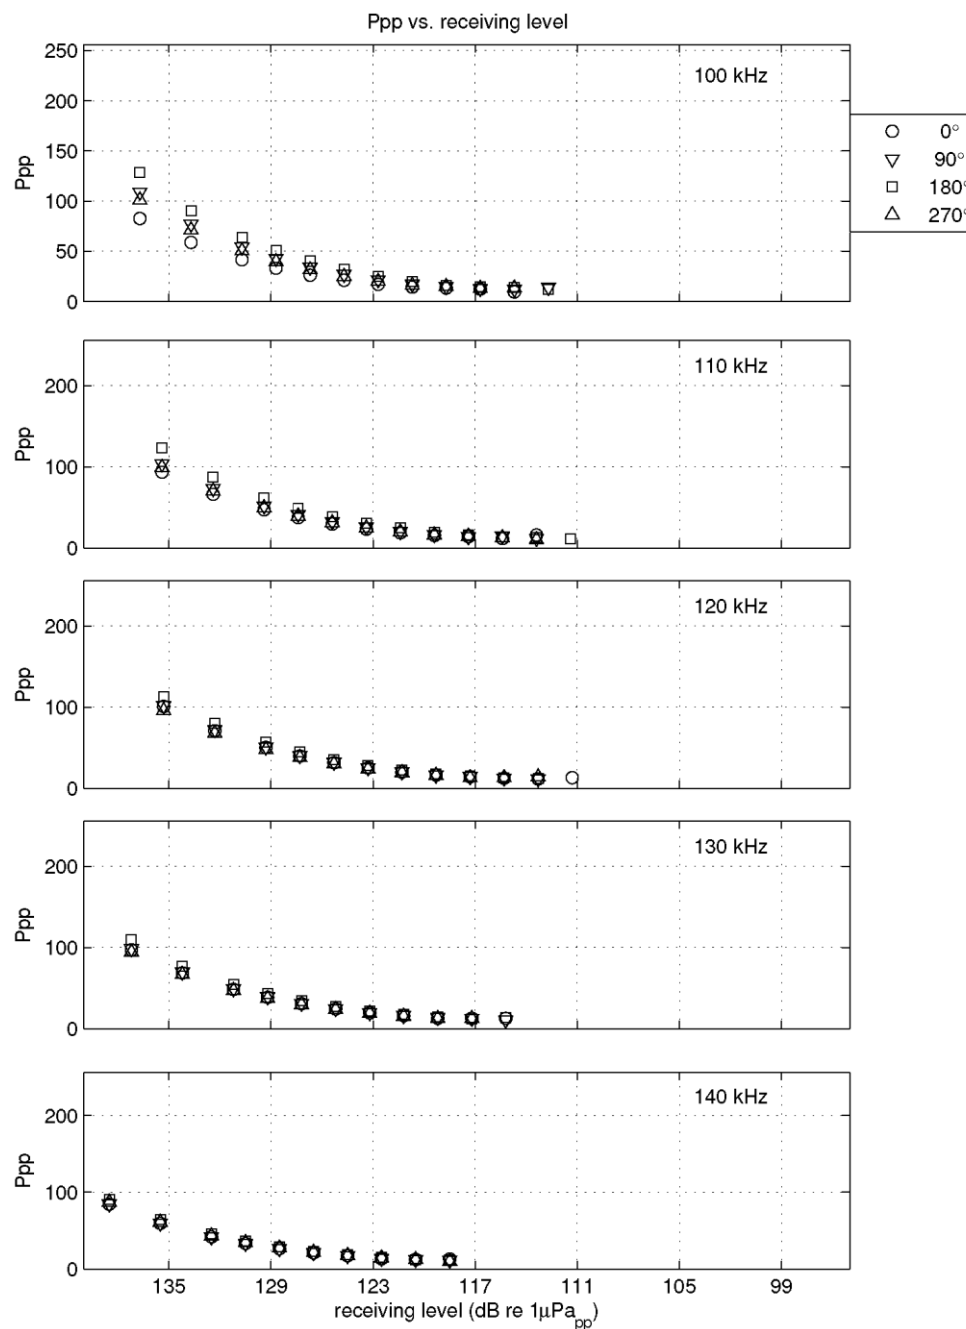 Ppp vs. receiving level
250
200
150
100
50
0
Ppp
100 kHz
0°
90°
180°
270°
200
100
0
Ppp
110 kHz
200
100
0
Ppp
120 kHz
200
100
0
Ppp
130 kHz
200
100
0
Ppp
140 kHz
135 129 123 117 111 105 99
receiving level (dB re 1μPapp)